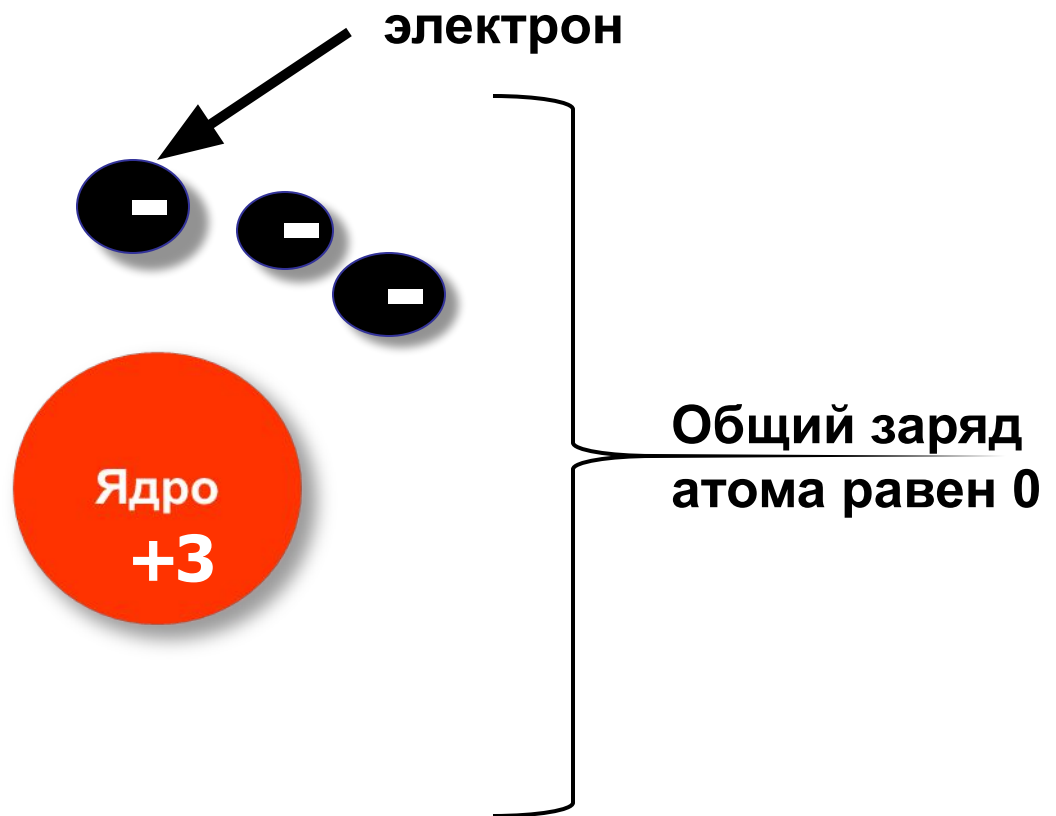 электрон
-
-
-
Общий заряд
атома равен 0
Ядро
+3